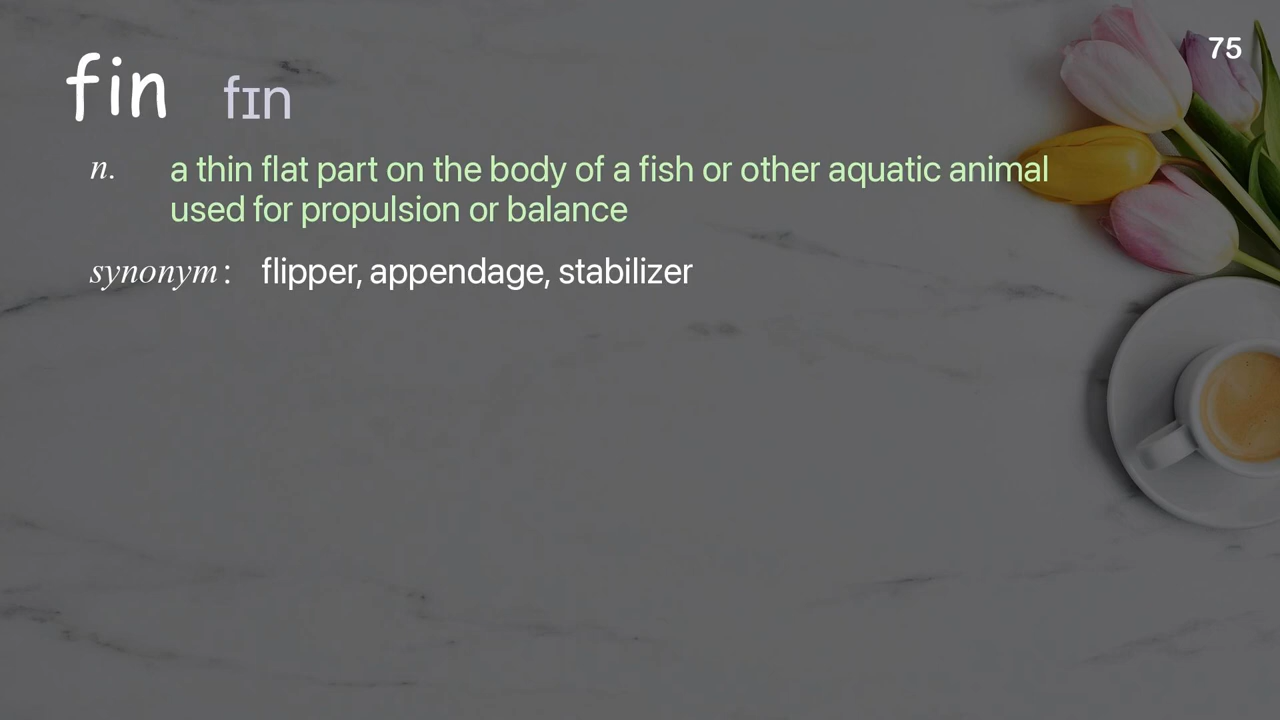 75
fin fɪn
n. a thin flat part on the body of a fish or other aquatic animal
used for propulsion or balance
synonym : flipper, appendage, stabilizer